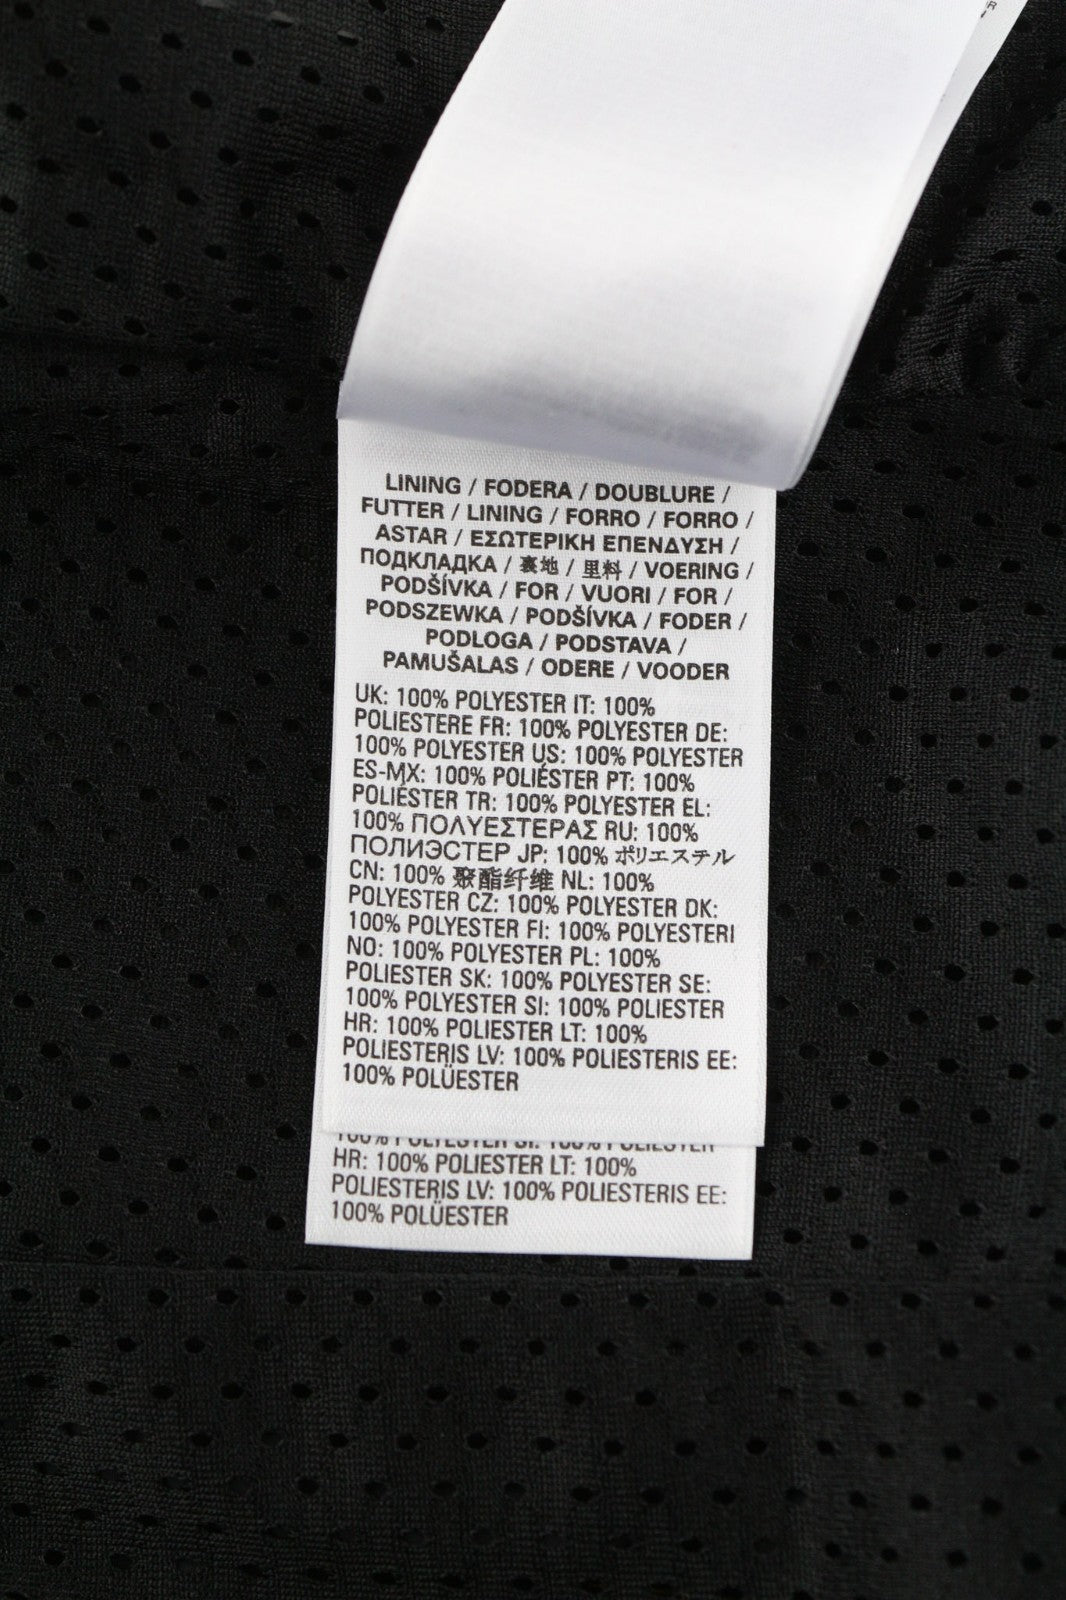 LINING / FODERA / DOUBLURE /
FUTTER / LINING / FORRO / FORRO /
ASTAR / ΕΣΩΤΕΡΙΚΗ ΕΠΕΝΔΥΣΗ /
ПОДКЛАДКА / 裏地 / 里料 / VOERING /
PODŠÍVKA / FOR / VUORI / FOR /
PODSZEWKA / PODŠÍVKA / FODER /
PODLOGA / PODSTAVA /
PAMUŠALAS / ODERE / VOODER
UK: 100% POLYESTER IT: 100%
POLIESTERE FR: 100% POLYESTER DE:
100% POLYESTER US: 100% POLYESTER
ES-MX: 100% POLIÉSTER PT: 100%
POLIÉSTER TR: 100% POLYESTER EL:
100% ΠΟΛΥΕΣΤΕΡΑΣ RU: 100%
ПОЛИЭСТЕР JP: 100% ポリエステル
CN: 100% 聚酯纤维 NL: 100%
POLYESTER CZ: 100% POLYESTER DK:
100% POLYESTER FI: 100% POLYESTERI
NO: 100% POLYESTER PL: 100%
POLIESTER SK: 100% POLYESTER SE:
100% POLYESTER SI: 100% POLIESTER
HR: 100% POLIESTER LT: 100%
POLIESTERIS LV: 100% POLIESTERIS EE:
100% POLÜESTER
100% POLYESTER SI: 100% POLIESTER
HR: 100% POLIESTER LT: 100%
POLIESTERIS LV: 100% POLIESTERIS EE:
100% POLÜESTER